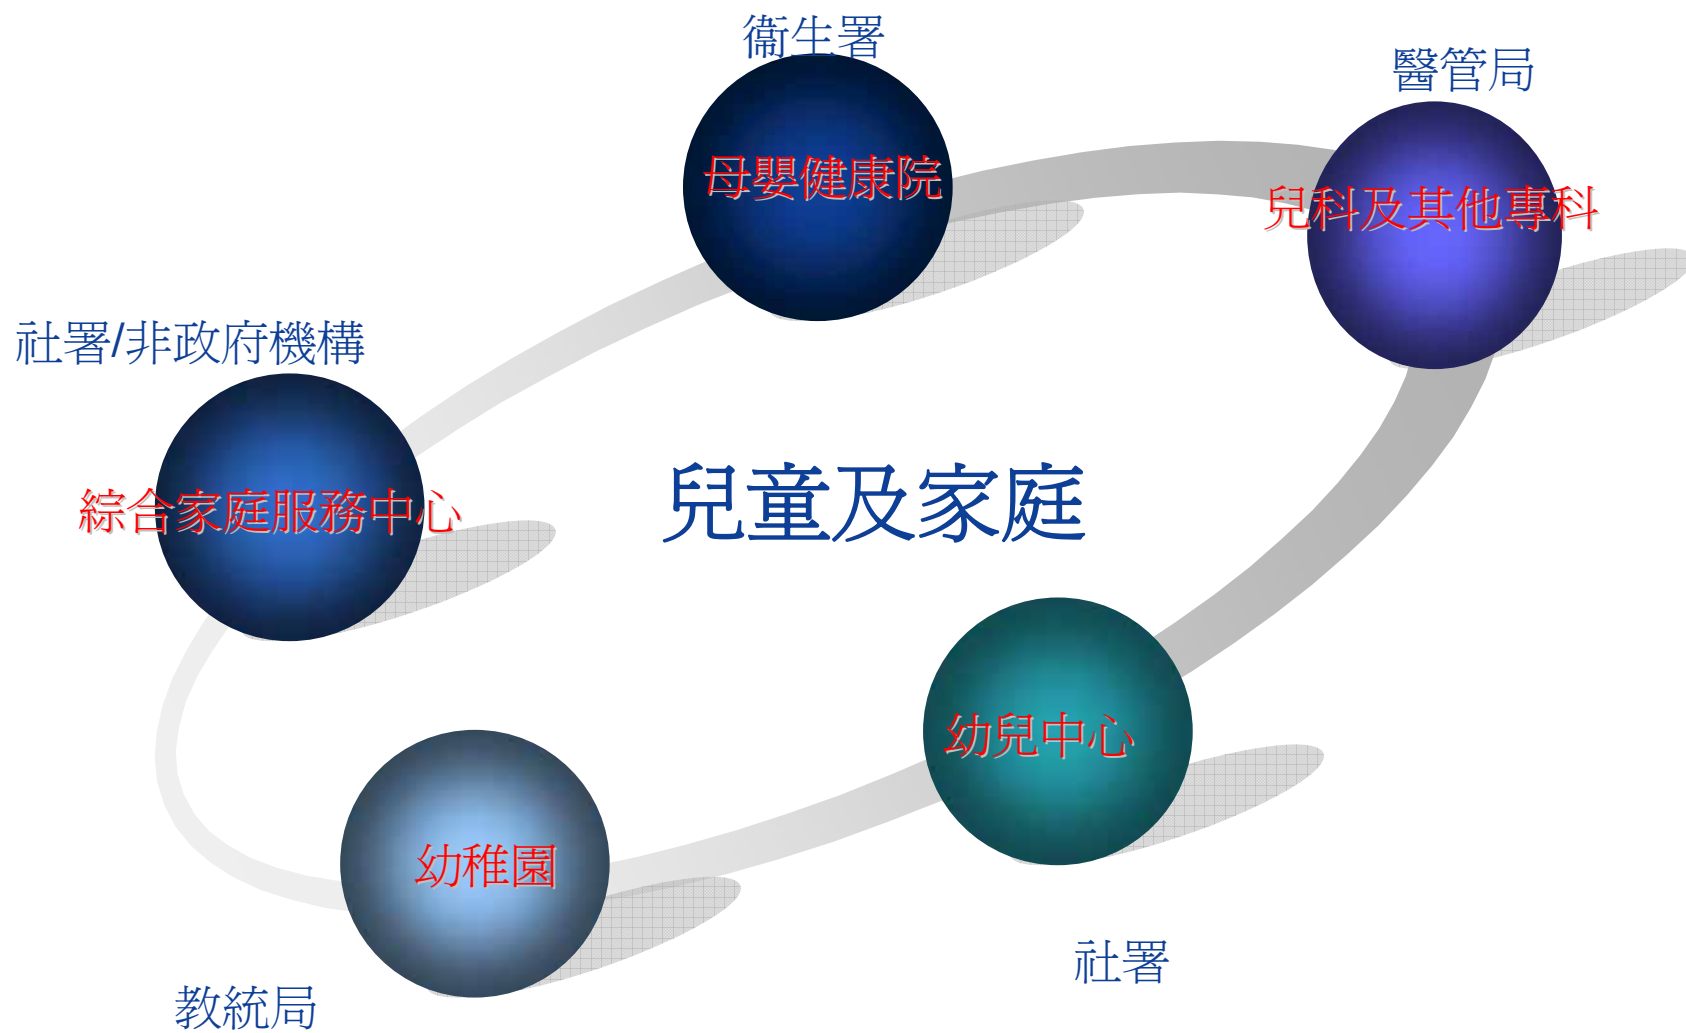 衞生署
醫管局
母嬰健康院
兒科及其他專科
社署/非政府機構
綜合家庭服務中心
兒童及家庭
幼兒中心
幼稚園
社署
教統局